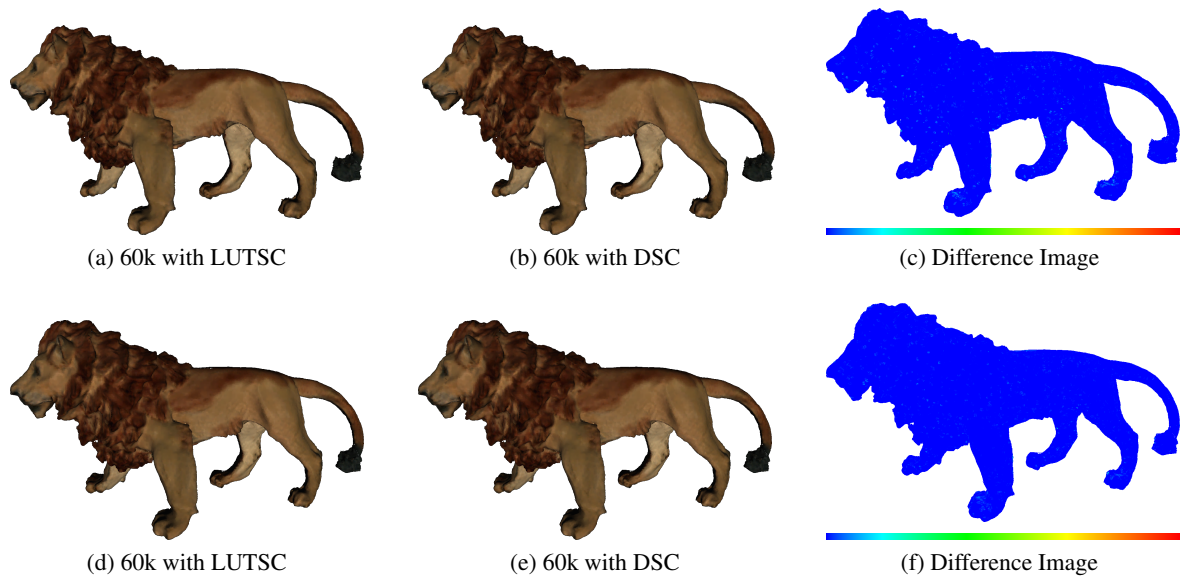 (a) 60k with LUTSC
(b) 60k with DSC
(c) Difference Image
(d) 60k with LUTSC
(e) 60k with DSC
(f) Difference Image